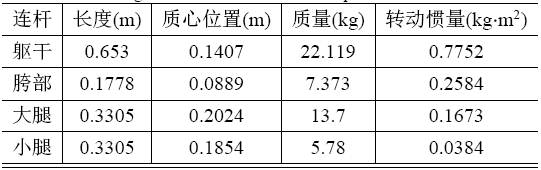 连杆 长度(m) 质心位置(m) 质量(kg) 转动惯量(kg·m²)
躯干 0.653 0.1407 22.119 0.7752
胯部 0.1778 0.0889 7.373 0.2584
大腿 0.3305 0.2024 13.7 0.1673
小腿 0.3305 0.1854 5.78 0.0384